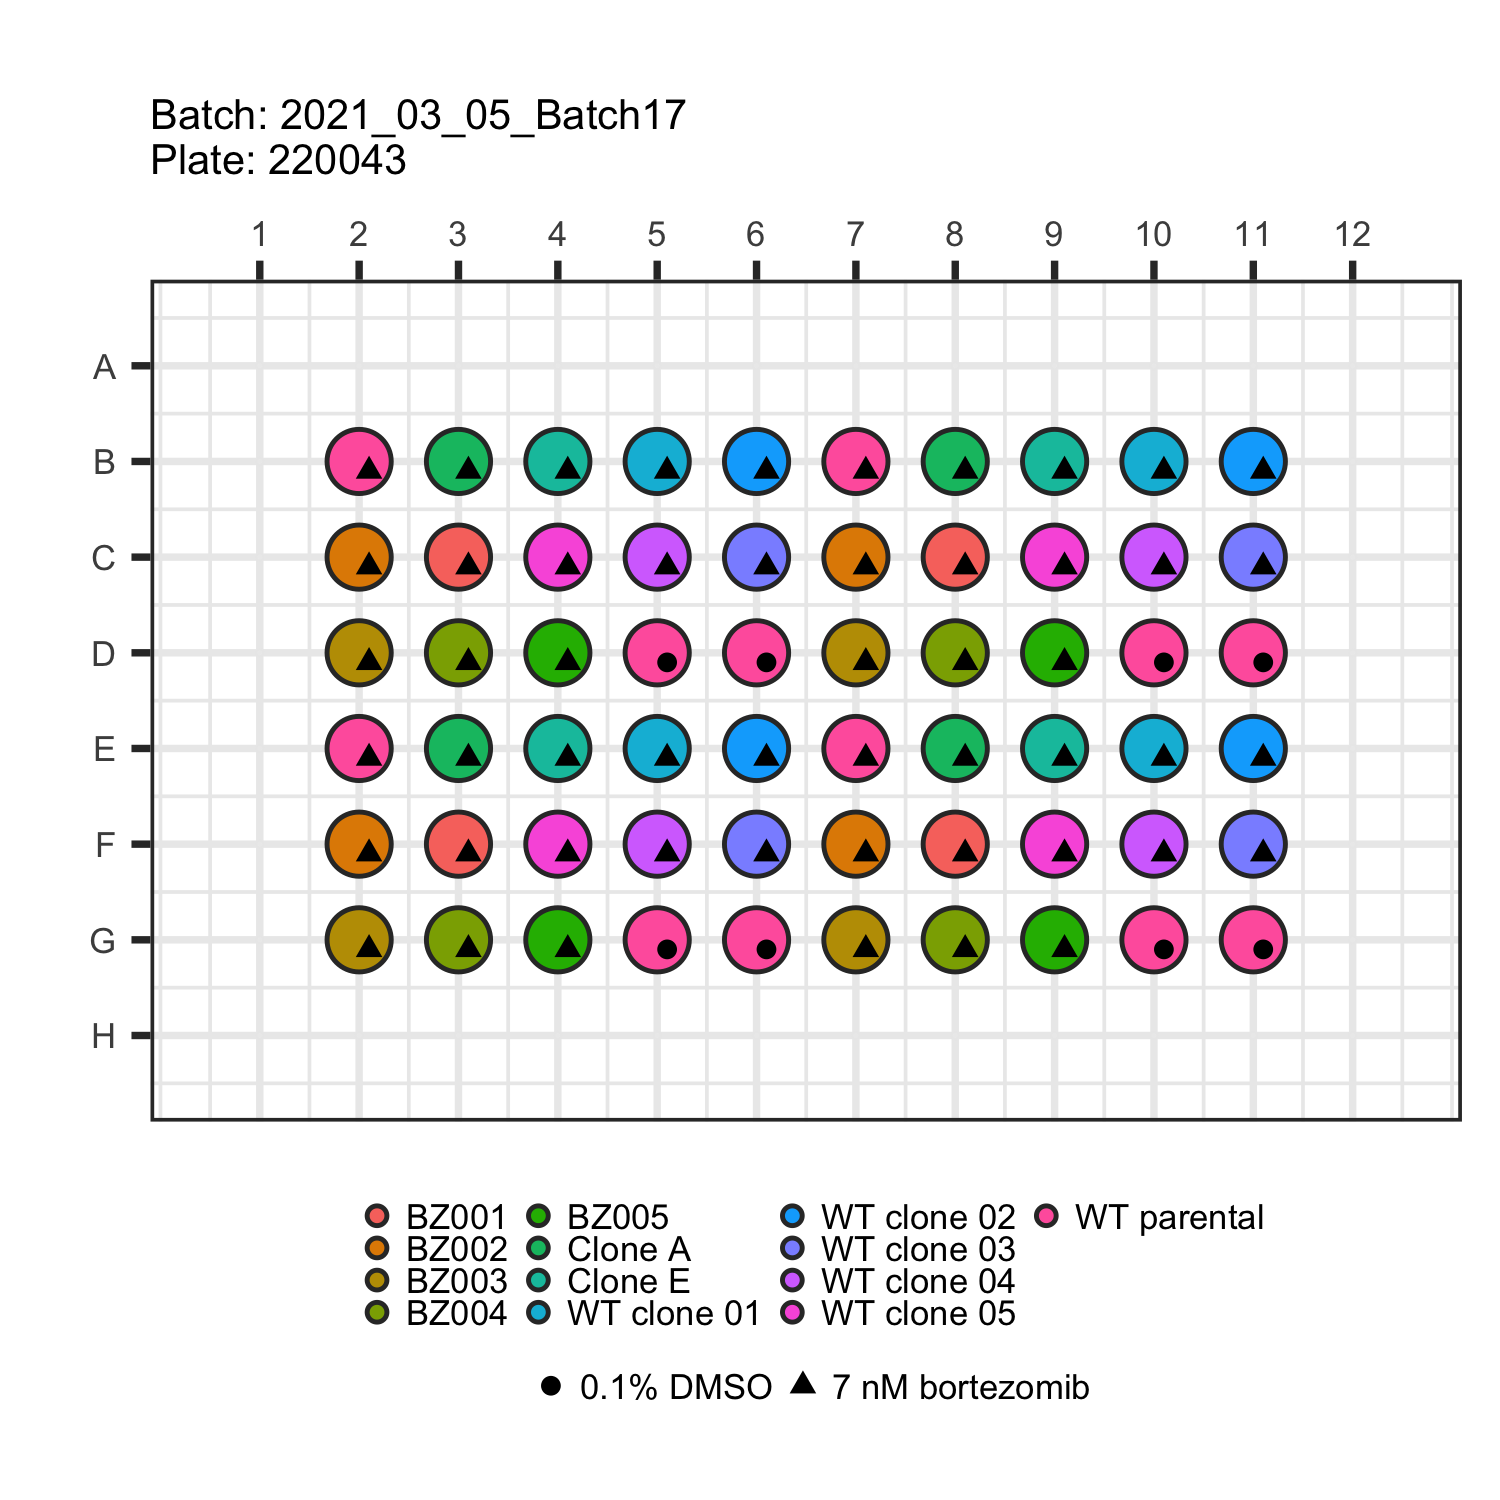 Batch: 2021_03_05_Batch17
Plate: 220043
1 2 3 4 5 6 7 8 9 10 11 12
A
B
C
D
E
F
G
H
BZ001 BZ005 WT clone 02 WT parental
BZ002 Clone A WT clone 03
BZ003 Clone E WT clone 04
BZ004 WT clone 01 WT clone 05
0.1% DMSO 7 nM bortezomib